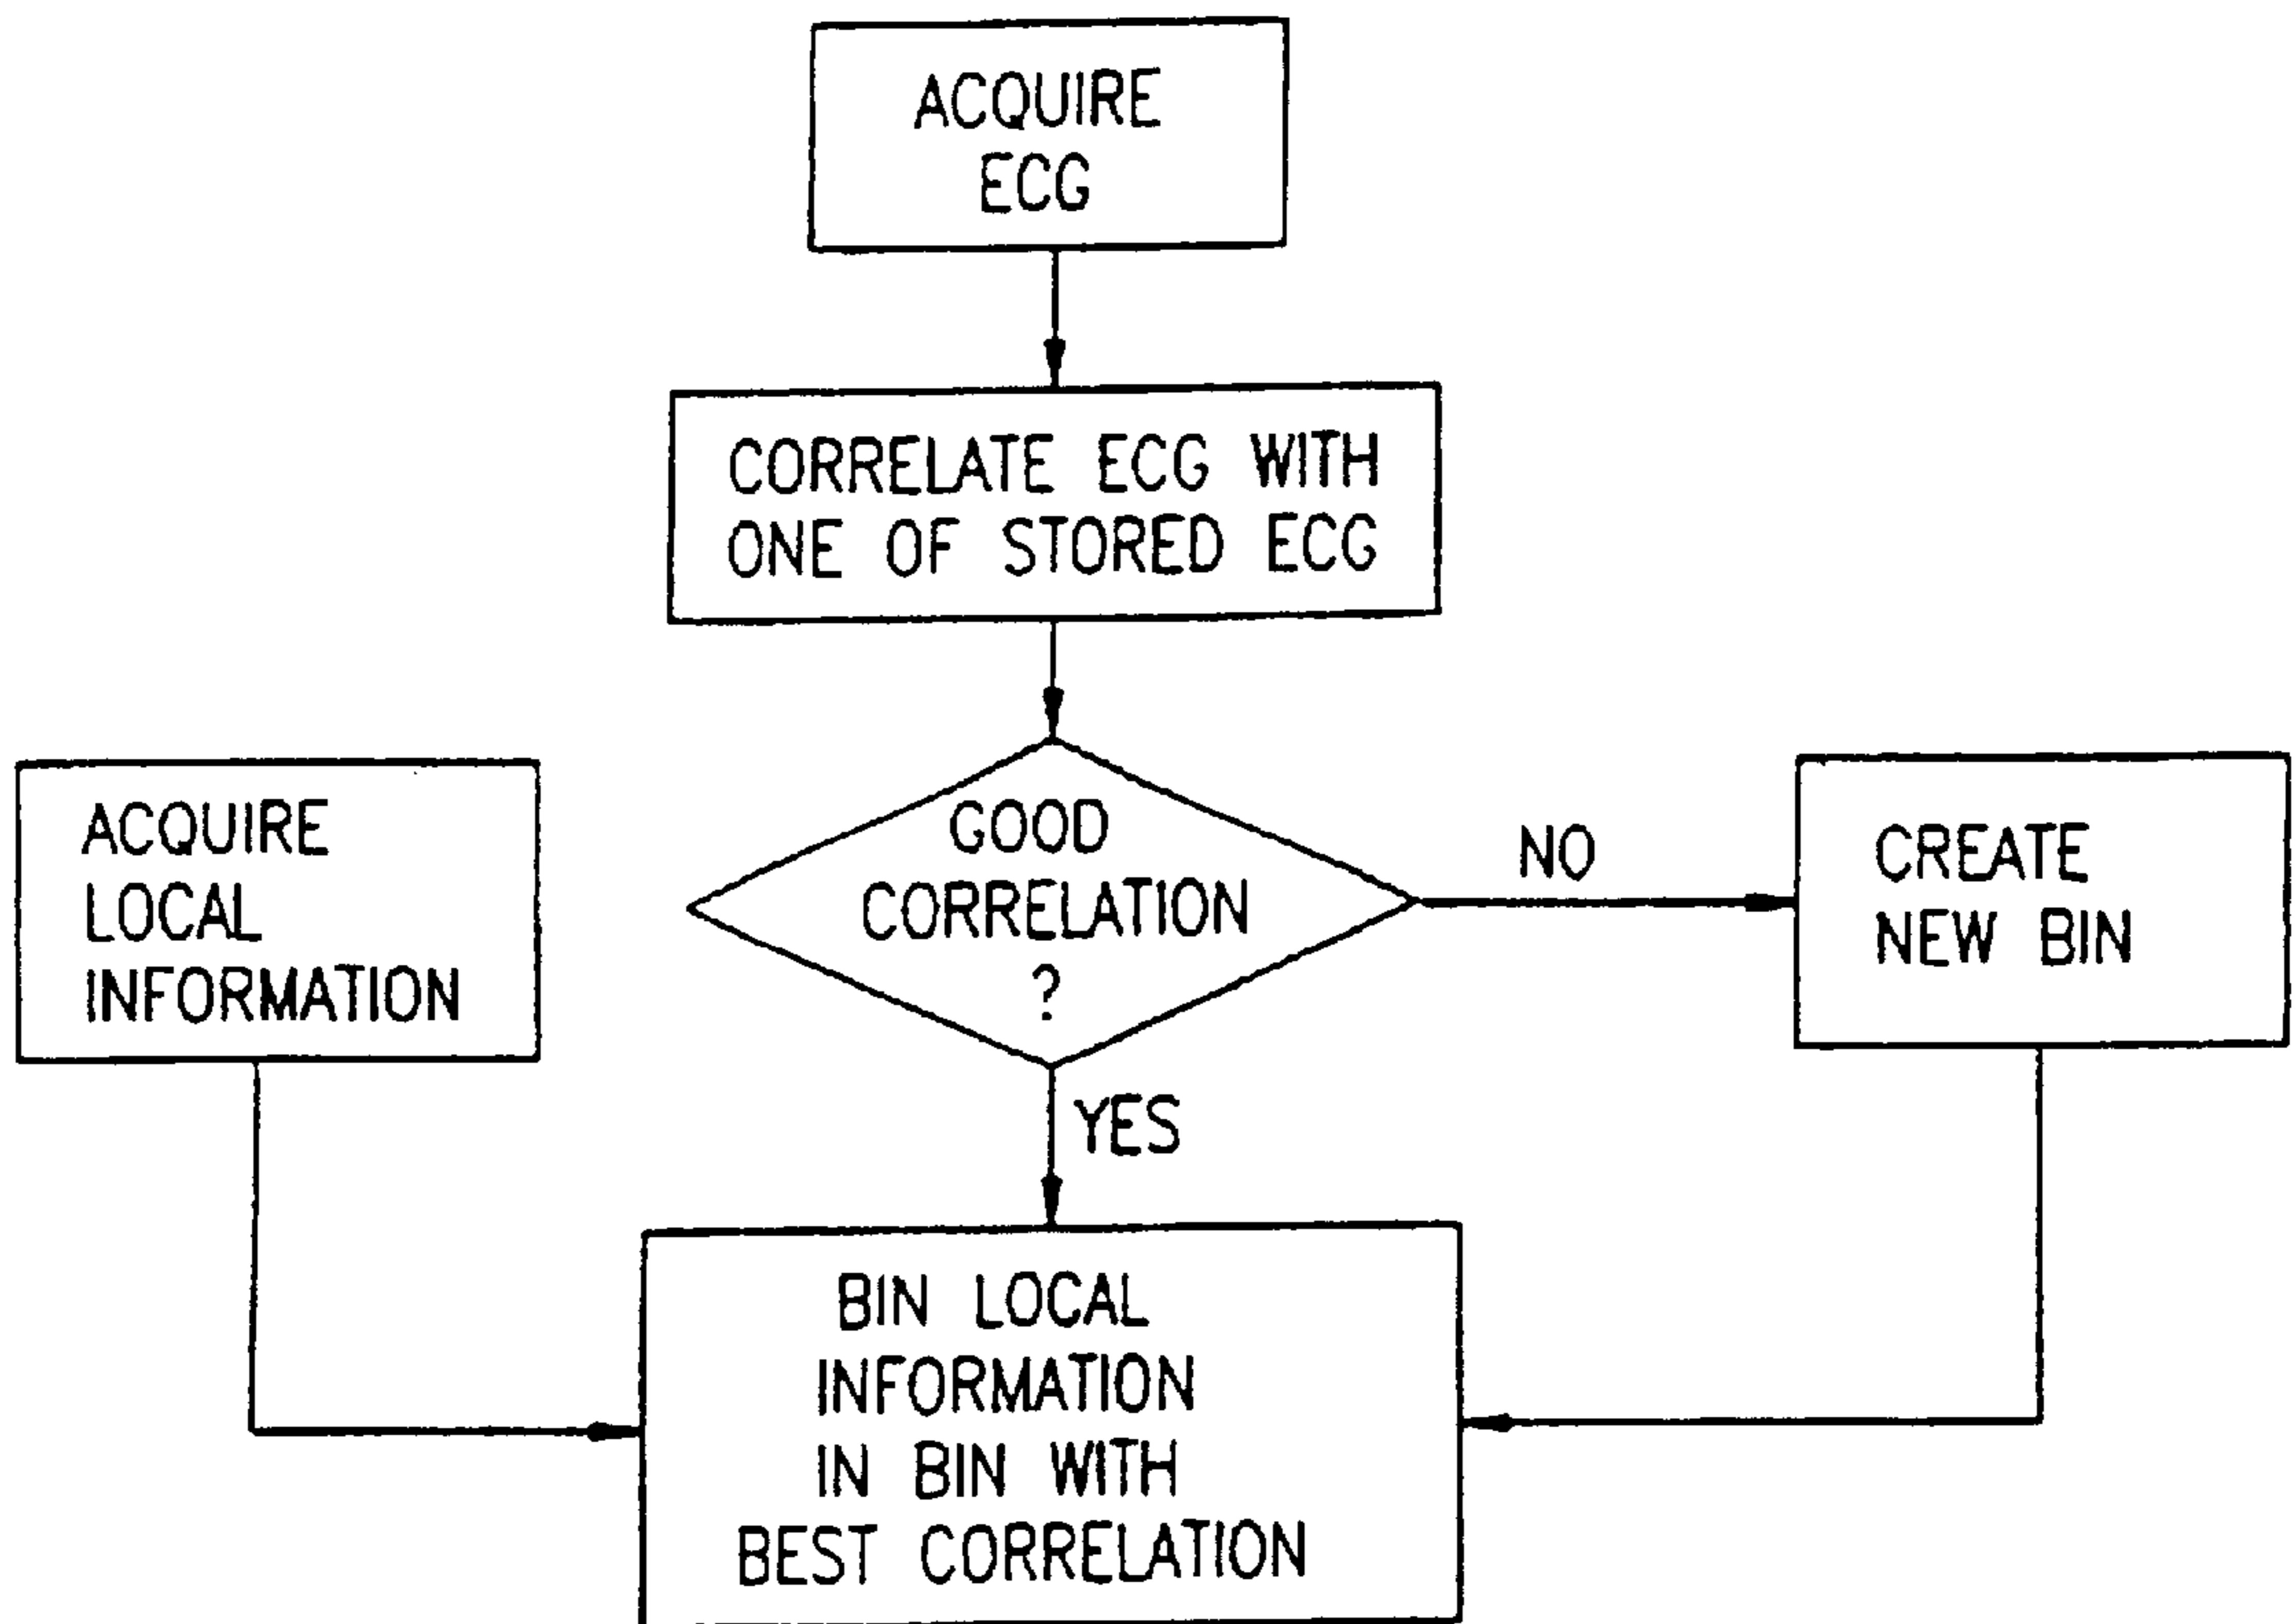 ACQUIRE
ECG
CORRELATE ECG WITH
ONE OF STORED ECG
ACQUIRE
LOCAL
INFORMATION
GOOD
CORRELATION
?
NO
CREATE
NEW BIN
YES
BIN LOCAL
INFORMATION
IN BIN WITH
BEST CORRELATION